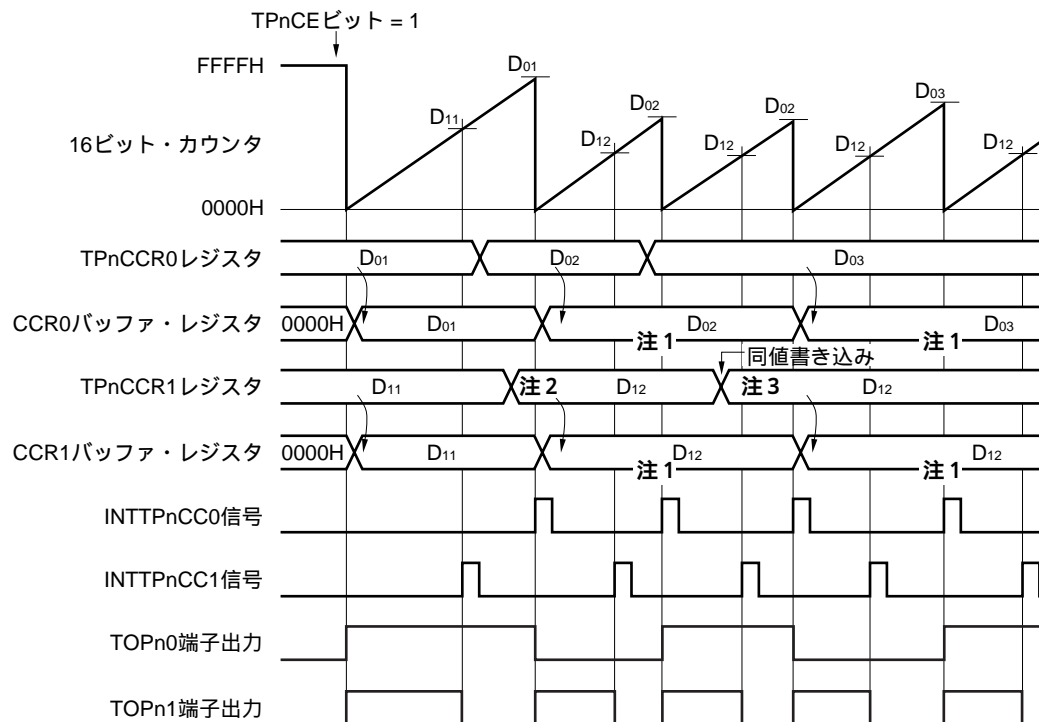 TPnCEビット = 1
FFFFH
D01
D11
D02
D02
D03
D12
D12
D12
D12
16ビット・カウンタ
0000H
TPnCCR0レジスタ
D01
D02
D03
CCR0バッファ・レジスタ
0000H
D01
D02
D03
注1
注1
同値書き込み
TPnCCR1レジスタ
D11
注2
D12
注3
D12
CCR1バッファ・レジスタ
0000H
D11
D12
D12
注1
注1
INTTPnCC0信号
INTTPnCC1信号
TOPn0端子出力
TOPn1端子出力